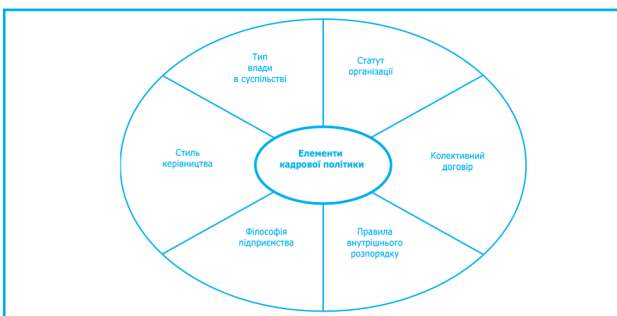 Тип
влади
в суспільстві
Статут
організації
Стиль
керівництва
Елементи
кадрової політики
Колективний
договір
Філософія
підприємства
Правила
внутрішнього
розпорядку